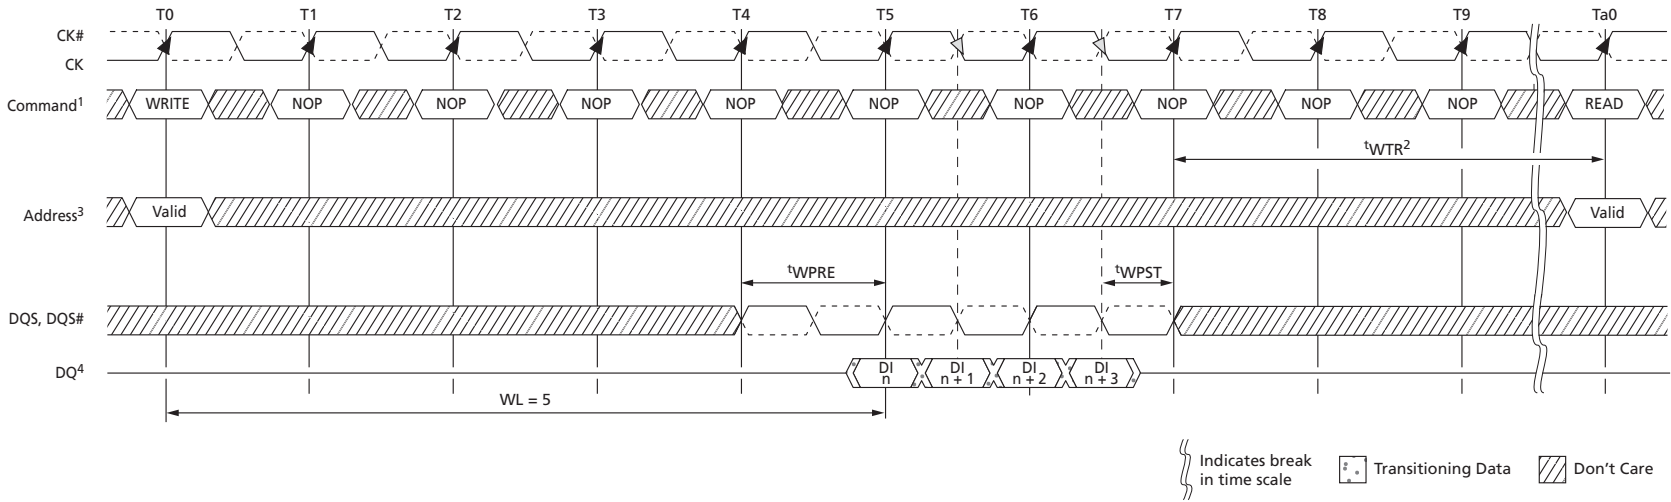 T0 T1 T2 T3 T4 T5 T6 T7 T8 T9 Ta0
CK#
CK
Command¹ WRITE NOP NOP NOP NOP NOP NOP NOP NOP NOP READ
ᵗWTR²
Address³ Valid Valid
ᵗWPRE ᵗWPST
DQS, DQS#
DQ⁴ DI DI DI DI
n n + 1 n + 2 n + 3
WL = 5
Indicates break
in time scale
Transitioning Data
Don't Care